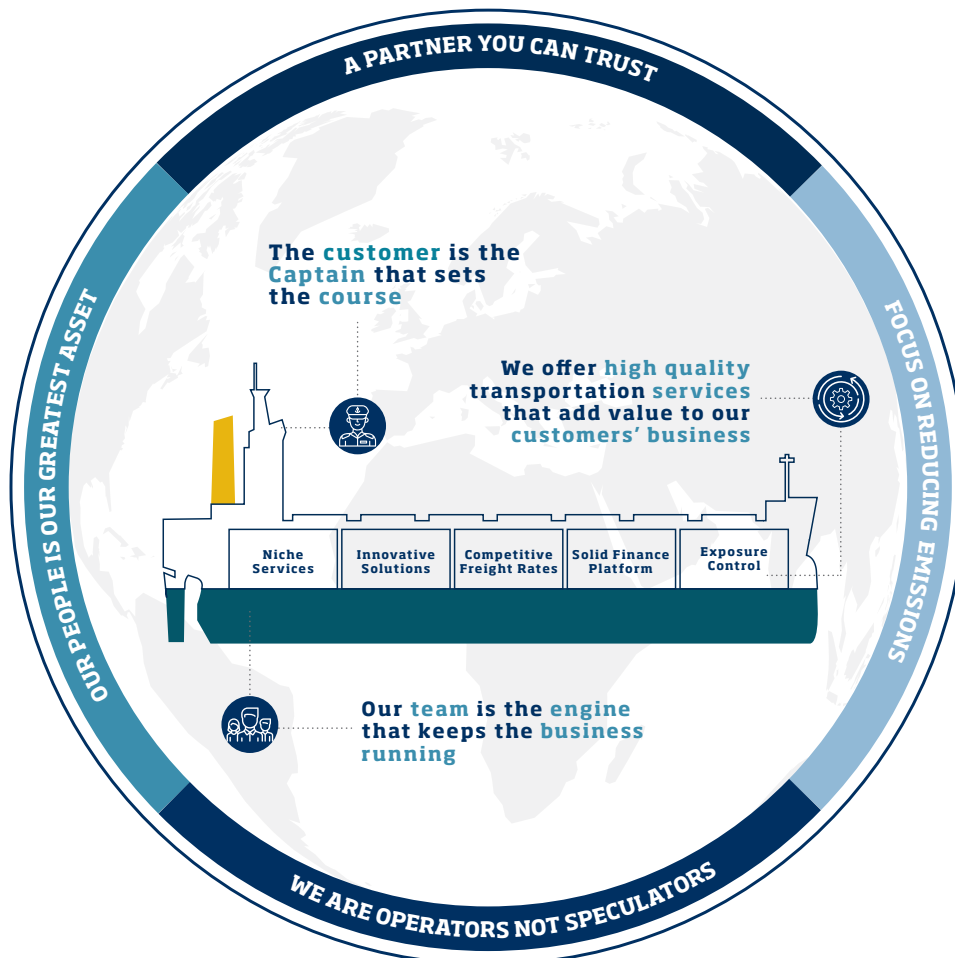 A PARTNER YOU CAN TRUST
The customer is the
Captain that sets
the course
We offer high quality
transportation services
that add value to our
customers’ business
OUR PEOPLE IS OUR GREATEST ASSET
FOCUS ON REDUCING EMISSIONS
Niche
Services
Innovative
Solutions
Competitive
Freight Rates
Solid Finance
Platform
Exposure
Control
Our team is the engine
that keeps the business
running
WE ARE OPERATORS NOT SPECULATORS